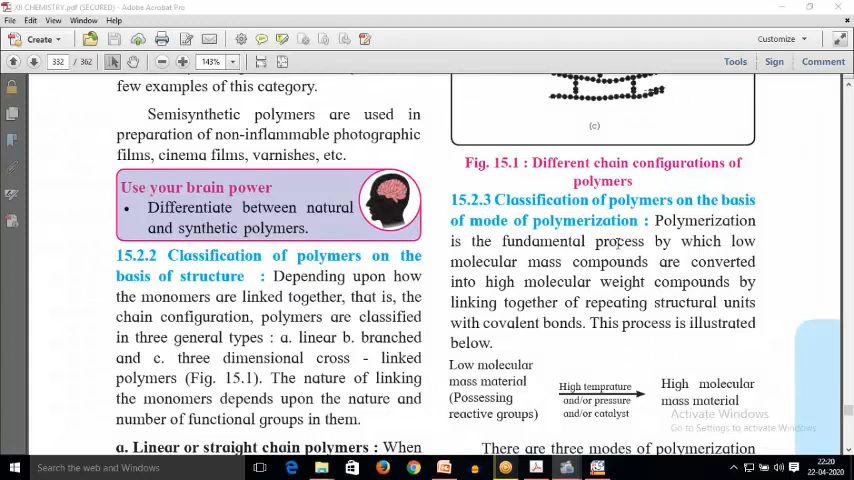 XII CHEMISTRY.pdf (SECURED) - Adobe Acrobat Pro
File Edit View Window Help
Create
Customize
332 / 362
143%
Tools Sign Comment
few examples of this category.
Semisynthetic polymers are used in
preparation of non-inflammable photographic
films, cinema films, varnishes, etc.
Use your brain power
• Differentiate between natural
and synthetic polymers.
15.2.2 Classification of polymers on the
basis of structure : Depending upon how
the monomers are linked together, that is, the
chain configuration, polymers are classified
in three general types : a. linear b. branched
and c. three dimensional cross - linked
polymers (Fig. 15.1). The nature of linking
the monomers depends upon the nature and
number of functional groups in them.
a. Linear or straight chain polymers : When
(c)
Fig. 15.1 : Different chain configurations of
polymers
15.2.3 Classification of polymers on the basis
of mode of polymerization : Polymerization
is the fundamental process by which low
molecular mass compounds are converted
into high molecular weight compounds by
linking together of repeating structural units
with covalent bonds. This process is illustrated
below.
Low molecular
mass material
(Possessing
reactive groups)
High temprature
and/or pressure
and/or catalyst
High molecular
mass material
There are three modes of polymerization
Activate Windows
Go to Settings to activate Windows
Search the web and Windows
22:20
22-04-2020